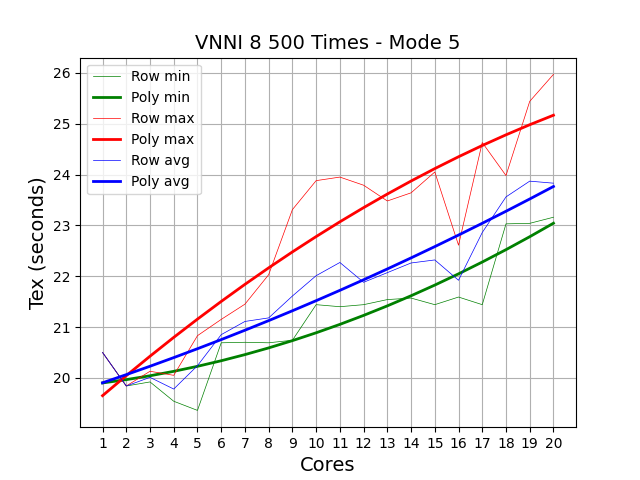 VNNI 8 500 Times - Mode 5
Row min
Poly min
Row max
Poly max
Row avg
Poly avg
Tex (seconds)
26
25
24
23
22
21
20
1 2 3 4 5 6 7 8 9 10 11 12 13 14 15 16 17 18 19 20
Cores